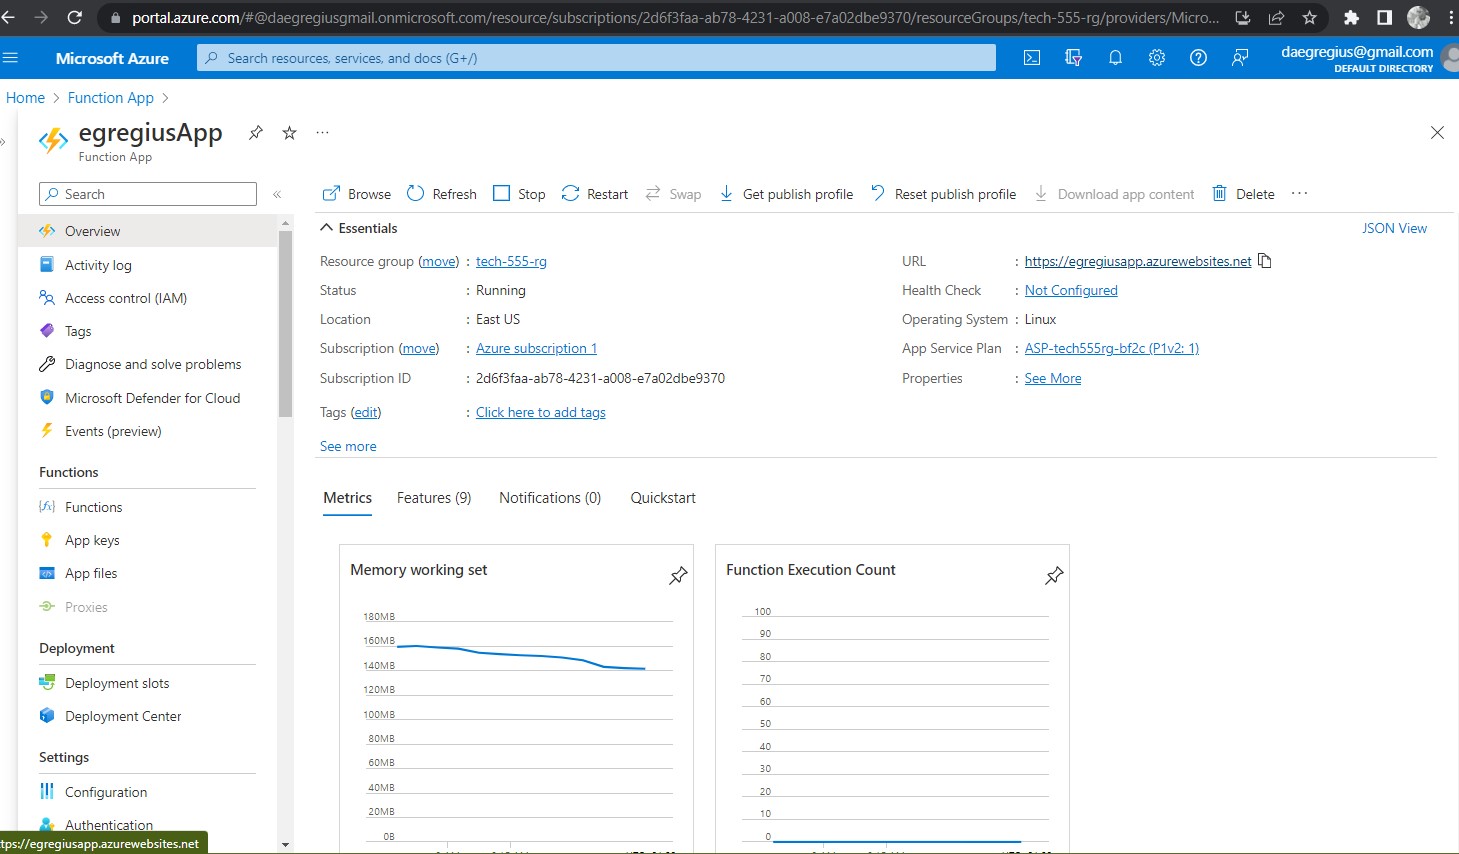 portal.azure.com/#@daegregiusgmail.onmicrosoft.com/resource/subscriptions/2d6f3faa-ab78-4231-a008-e7a02dbe9370/resourceGroups/tech-555-rg/providers/Micro...
Microsoft Azure
Search resources, services, and docs (G+/)
daegregius@gmail.com
DEFAULT DIRECTORY
Home > Function App >
egregiusApp
Function App
Search
Browse Refresh Stop Restart Swap Get publish profile Reset publish profile Download app content Delete ...
Overview
Activity log
Access control (IAM)
Tags
Diagnose and solve problems
Microsoft Defender for Cloud
Events (preview)
Functions
Functions
App keys
App files
Proxies
Deployment
Deployment slots
Deployment Center
Settings
Configuration
Authentication
Essentials
JSON View
Resource group (move) : tech-555-rg
Status : Running
Location : East US
Subscription (move) : Azure subscription 1
Subscription ID : 2d6f3faa-ab78-4231-a008-e7a02dbe9370
Tags (edit) : Click here to add tags
See more
URL : https://egregiusapp.azurewebsites.net
Health Check : Not Configured
Operating System : Linux
App Service Plan : ASP-tech555rg-bf2c (P1v2: 1)
Properties : See More
Metrics Features (9) Notifications (0) Quickstart
Memory working set
180MB
160MB
140MB
120MB
100MB
80MB
60MB
40MB
20MB
0B
Function Execution Count
100
90
80
70
60
50
40
30
20
10
0
tps://egregiusapp.azurewebsites.net